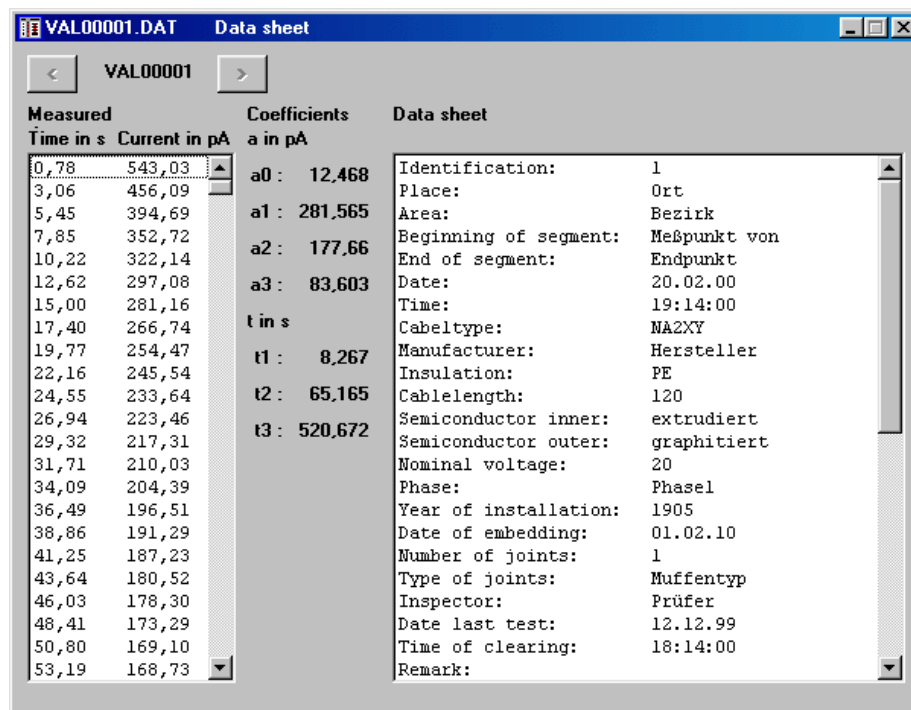 VAL00001.DAT Data sheet
< VAL00001 >
Measured Coefficients Data sheet
Time in s Current in pA a in pA
0,78 543,03
3,06 456,09
5,45 394,69
7,85 352,72
10,22 322,14
12,62 297,08
15,00 281,16
17,40 266,74
19,77 254,47
22,16 245,54
24,55 233,64
26,94 223,46
29,32 217,31
31,71 210,03
34,09 204,39
36,49 196,51
38,86 191,29
41,25 187,23
43,64 180,52
46,03 178,30
48,41 173,29
50,80 169,10
53,19 168,73
a0 : 12,468
a1 : 281,565
a2 : 177,66
a3 : 83,603
t in s
t1 : 8,267
t2 : 65,165
t3 : 520,672
Identification: 1
Place: Ort
Area: Bezirk
Beginning of segment: Meßpunkt von
End of segment: Endpunkt
Date: 20.02.00
Time: 19:14:00
Cabeltype: NA2XY
Manufacturer: Hersteller
Insulation: PE
Cablelength: 120
Semiconductor inner: extrudiert
Semiconductor outer: graphitiert
Nominal voltage: 20
Phase: Phase1
Year of installation: 1905
Date of embedding: 01.02.10
Number of joints: 1
Type of joints: Muffentyp
Inspector: Prüfer
Date last test: 12.12.99
Time of clearing: 18:14:00
Remark: